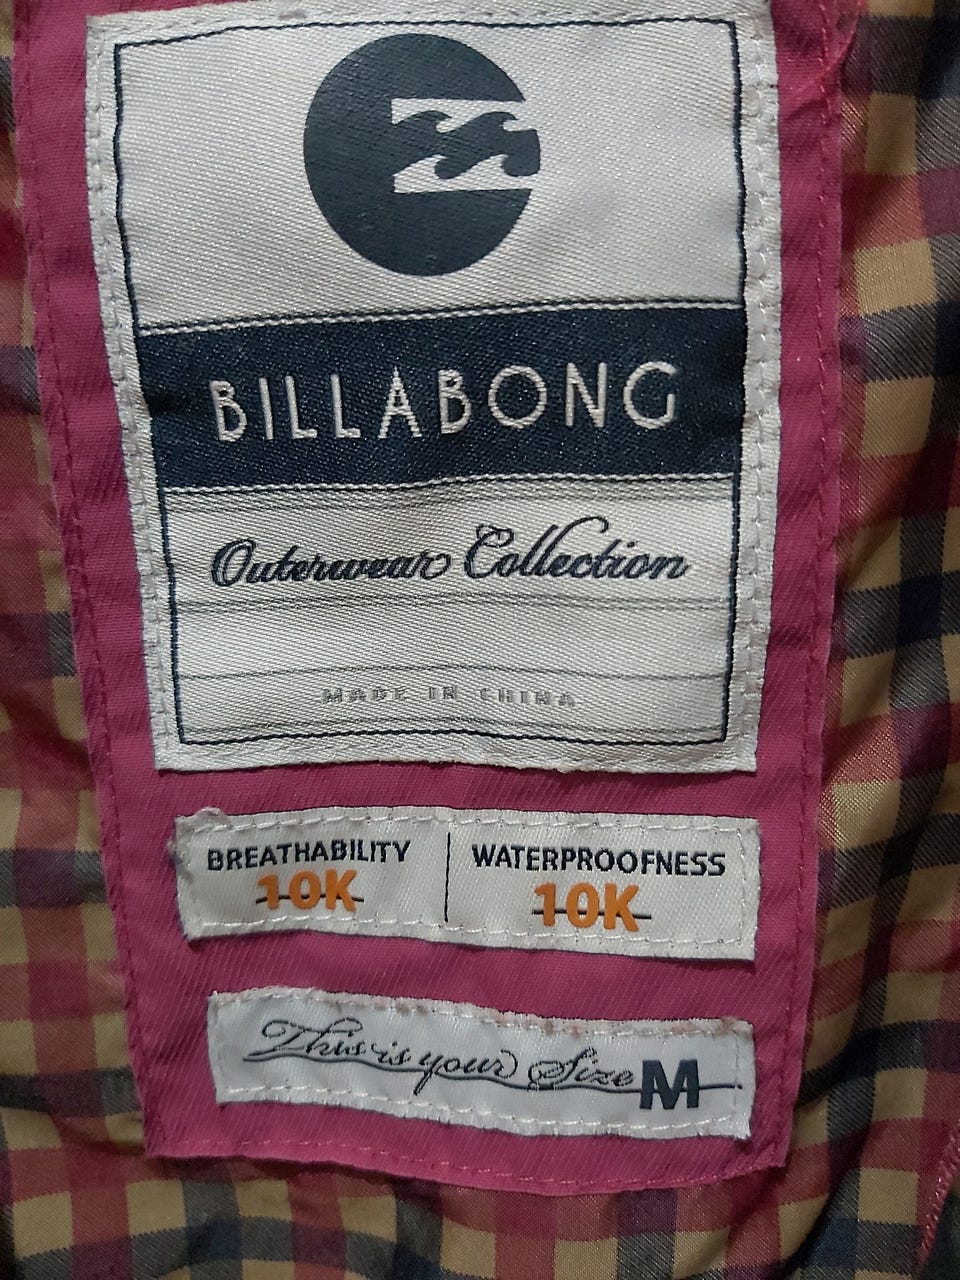 BILLABONG
Outerwear Collection
MADE IN CHINA
BREATHABILITY WATERPROOFNESS
10K 10K
This is your Size M